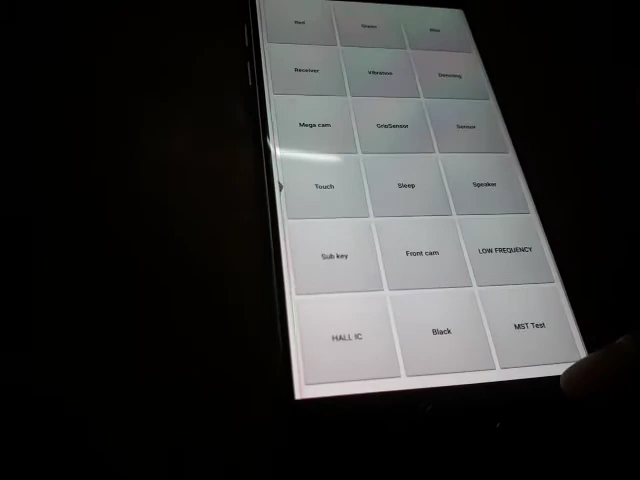 Red Green Blue
Receiver Vibration Dimming
Mega cam GripSensor Sensor
Touch Sleep Speaker
Sub key Front cam LOW FREQUENCY
HALL IC Black MST Test